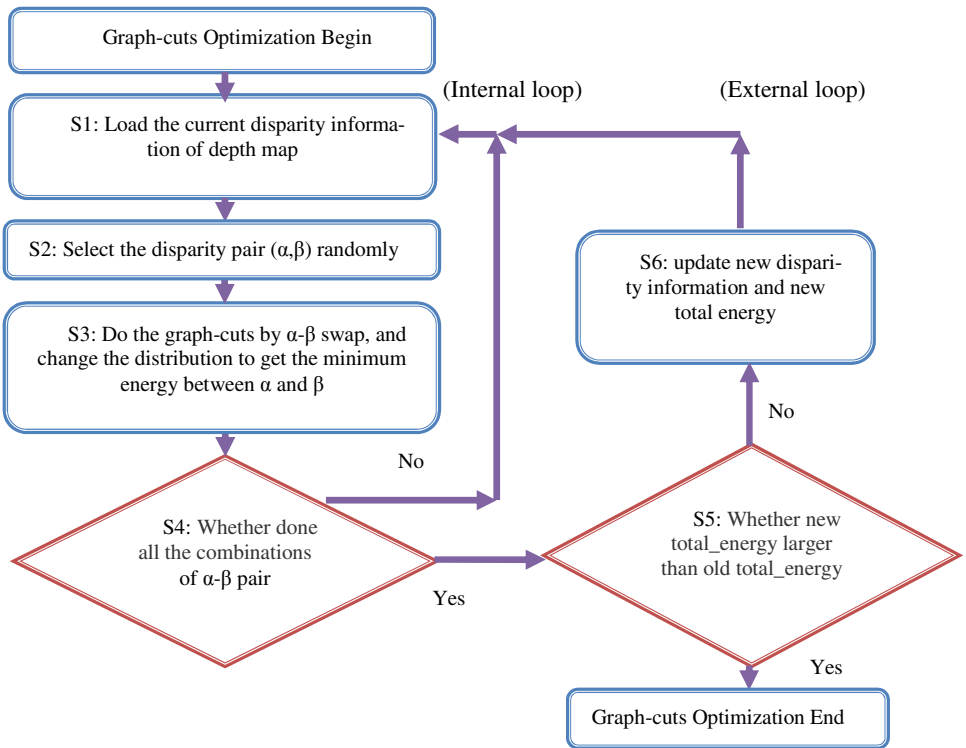 Graph-cuts Optimization Begin
(Internal loop)
(External loop)
S1: Load the current disparity informa-
tion of depth map
S2: Select the disparity pair (α,β) randomly
S3: Do the graph-cuts by α-β swap, and
change the distribution to get the minimum
energy between α and β
S6: update new dispari-
ty information and new
total energy
No
No
S4: Whether done
all the combinations
of α-β pair
Yes
S5: Whether new
total_energy larger
than old total_energy
Yes
Graph-cuts Optimization End